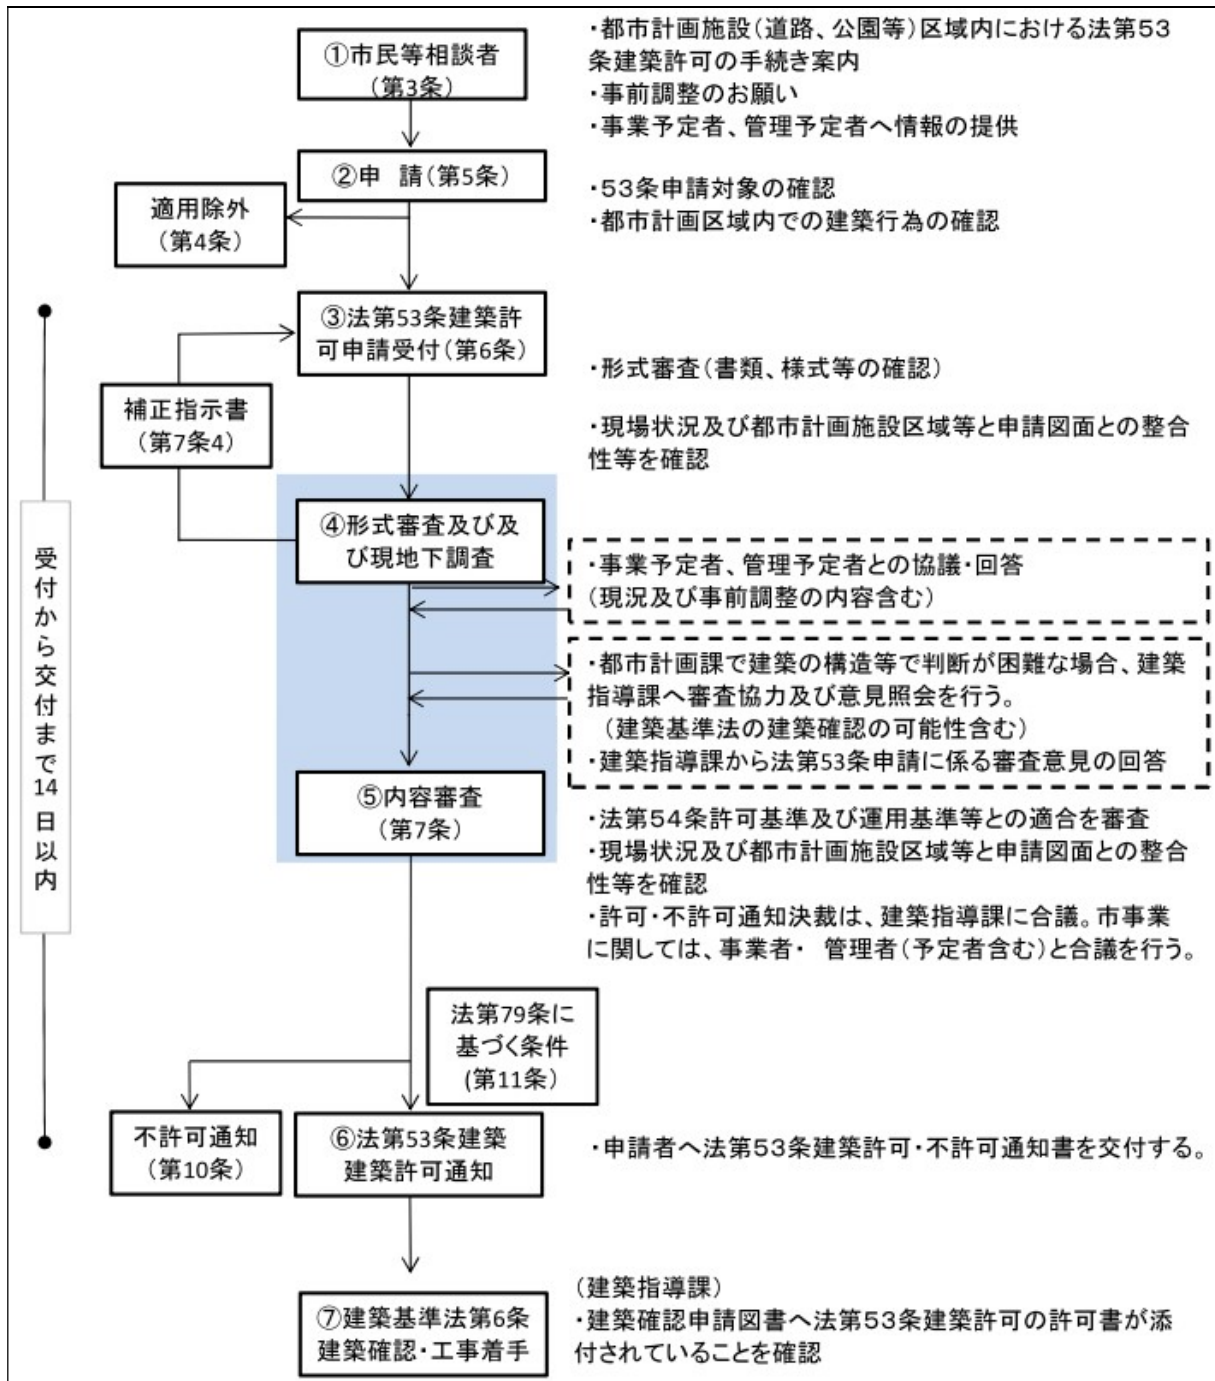 ①市民等相談者
(第3条)
・都市計画施設(道路、公園等)区域内における法第53
条建築許可の手続き案内
・事前調整のお願い
・事業予定者、管理予定者へ情報の提供
②申　請(第5条)
・53条申請対象の確認
・都市計画区域内での建築行為の確認
適用除外
(第4条)
③法第53条建築許
可申請受付(第6条)
・形式審査(書類、様式等の確認)
補正指示書
(第7条4)
・現場状況及び都市計画施設区域等と申請図面との整合
性等を確認
④形式審査及び及
び現地下調査
・事業予定者、管理予定者との協議・回答
(現況及び事前調整の内容含む)
・都市計画課で建築の構造等で判断が困難な場合、建築
指導課へ審査協力及び意見照会を行う。
(建築基準法の建築確認の可能性含む)
・建築指導課から法第53条申請に係る審査意見の回答
受付から交付まで14日以内
⑤内容審査
(第7条)
・法第54条許可基準及び運用基準等との適合を審査
・現場状況及び都市計画施設区域等と申請図面との整合
性等を確認
・許可・不許可通知決裁は、建築指導課に合議。市事業
に関しては、事業者・　管理者(予定者含む)と合議を行う。
法第79条に
基づく条件
(第11条)
不許可通知
(第10条)
⑥法第53条建築
建築許可通知
・申請者へ法第53条建築許可・不許可通知書を交付する。
⑦建築基準法第6条
建築確認・工事着手
(建築指導課)
・建築確認申請図書へ法第53条建築許可の許可書が添
付されていることを確認